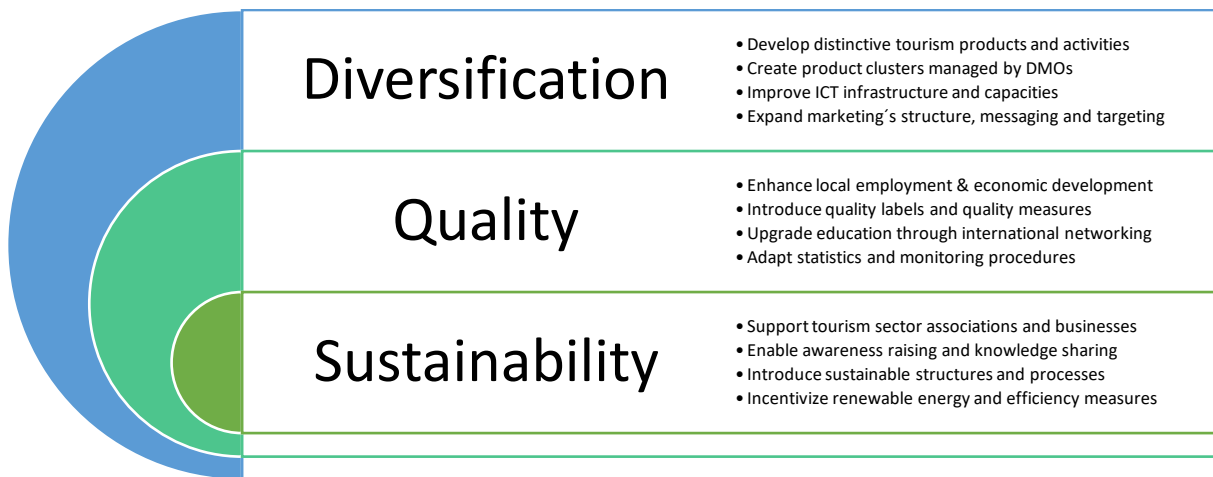 Diversification
• Develop distinctive tourism products and activities
• Create product clusters managed by DMOs
• Improve ICT infrastructure and capacities
• Expand marketing´s structure, messaging and targeting
Quality
• Enhance local employment & economic development
• Introduce quality labels and quality measures
• Upgrade education through international networking
• Adapt statistics and monitoring procedures
Sustainability
• Support tourism sector associations and businesses
• Enable awareness raising and knowledge sharing
• Introduce sustainable structures and processes
• Incentivize renewable energy and efficiency measures